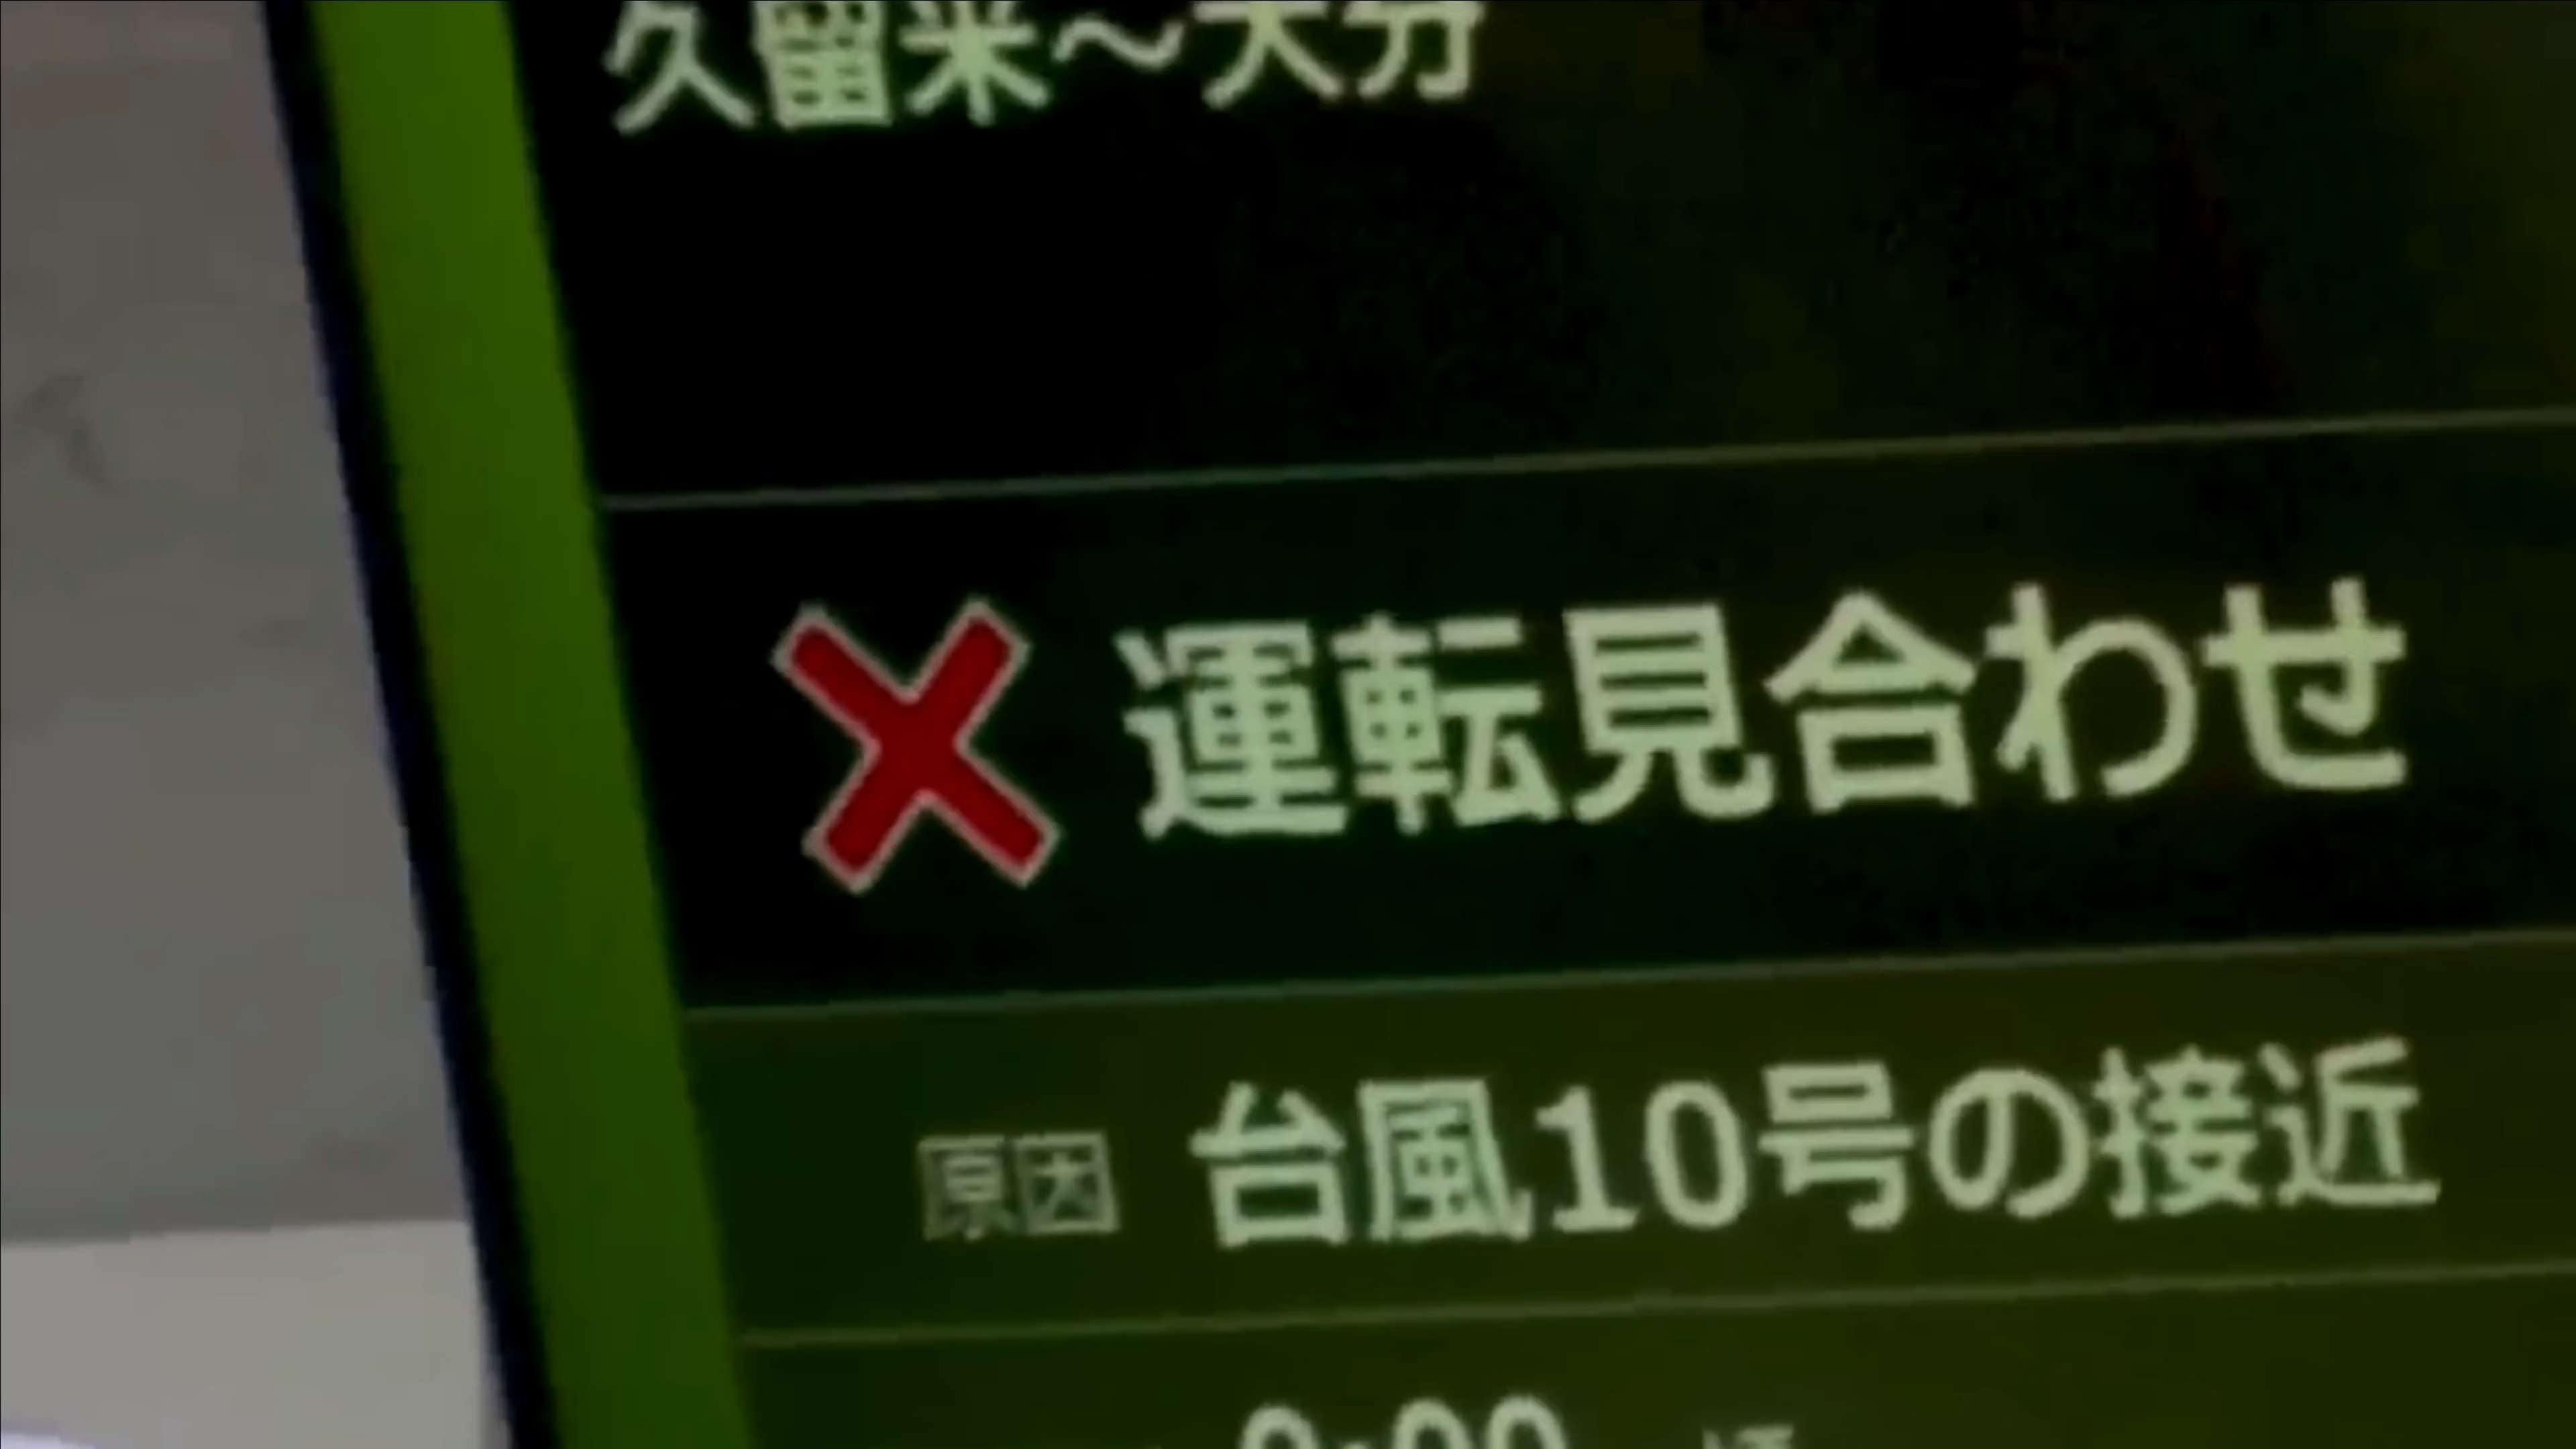 久留米～大分
運転見合わせ
原因 台風10号の接近